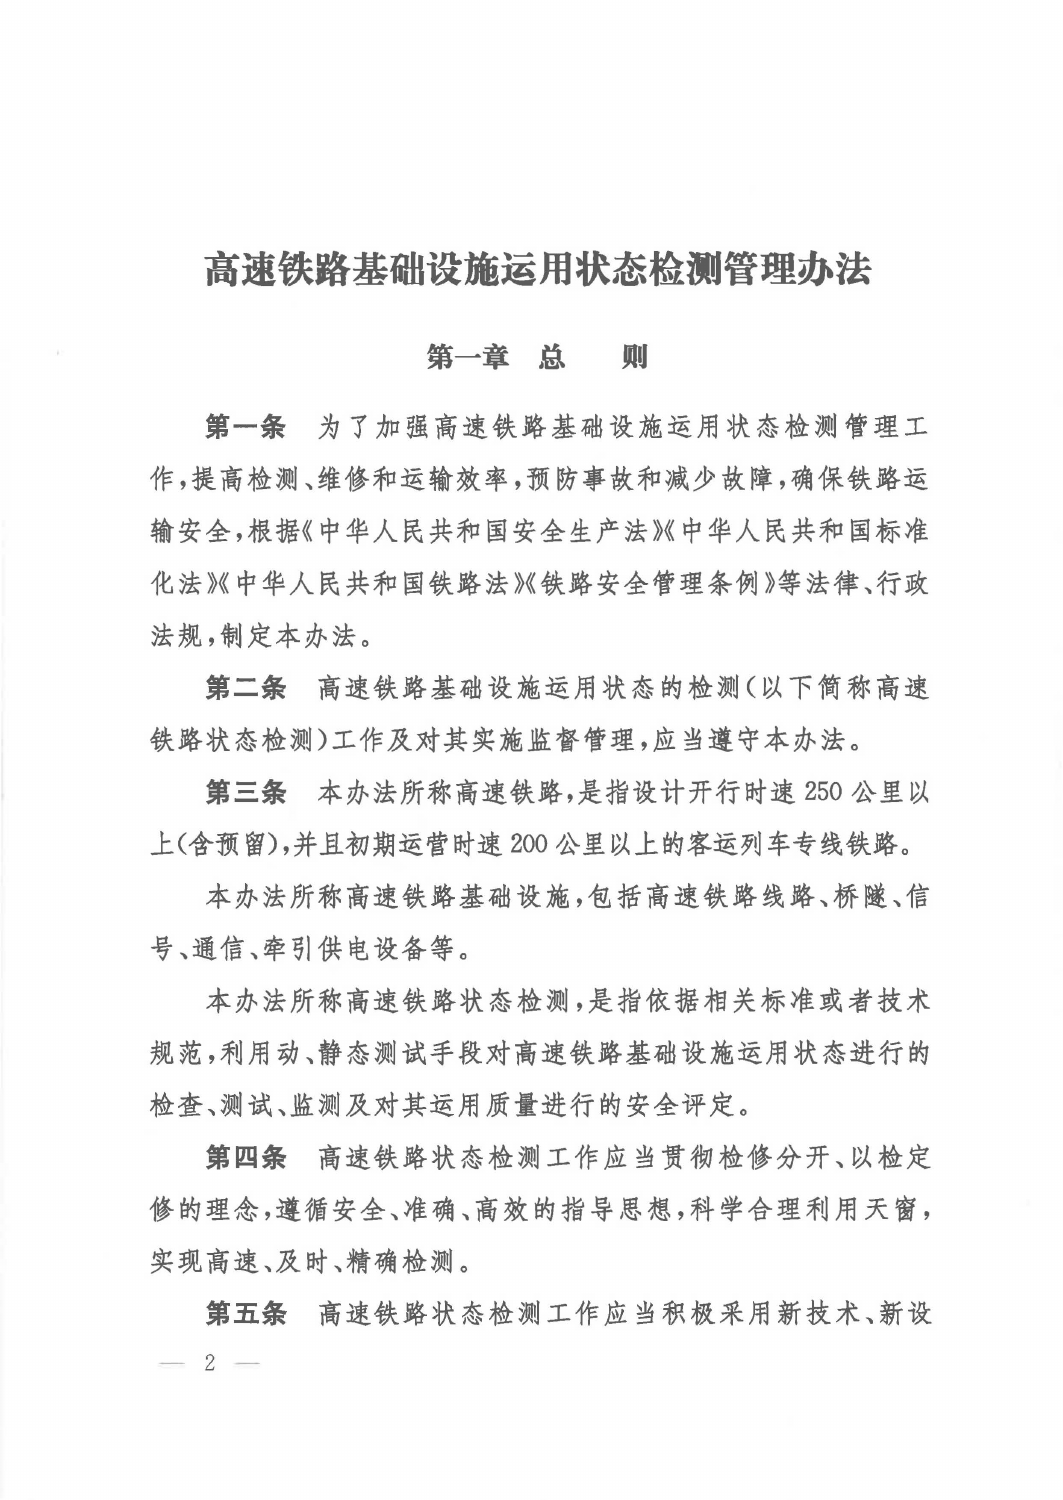 高速铁路基础设施运用状态检测管理办法
第一章 总 则
第一条 为了加强高速铁路基础设施运用状态检测管理工
作,提高检测、维修和运输效率,预防事故和减少故障,确保铁路运
输安全,根据《中华人民共和国安全生产法》《中华人民共和国标准
化法》《中华人民共和国铁路法》《铁路安全管理条例》等法律、行政
法规,制定本办法。
第二条 高速铁路基础设施运用状态的检测(以下简称高速
铁路状态检测)工作及对其实施监督管理,应当遵守本办法。
第三条 本办法所称高速铁路,是指设计开行时速 250 公里以
上(含预留),并且初期运营时速 200 公里以上的客运列车专线铁路。
本办法所称高速铁路基础设施,包括高速铁路线路、桥隧、信
号、通信、牵引供电设备等。
本办法所称高速铁路状态检测,是指依据相关标准或者技术
规范,利用动、静态测试手段对高速铁路基础设施运用状态进行的
检查、测试、监测及对其运用质量进行的安全评定。
第四条 高速铁路状态检测工作应当贯彻检修分开、以检定
修的理念,遵循安全、准确、高效的指导思想,科学合理利用天窗,
实现高速、及时、精确检测。
第五条 高速铁路状态检测工作应当积极采用新技术、新设
— 2 —